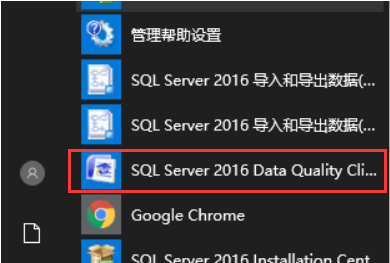 管理帮助设置
SQL Server 2016 导入和导出数据(...
SQL Server 2016 导入和导出数据(...
SQL Server 2016 Data Quality Cli...
Google Chrome
SQL Server 2016 Installation Cent